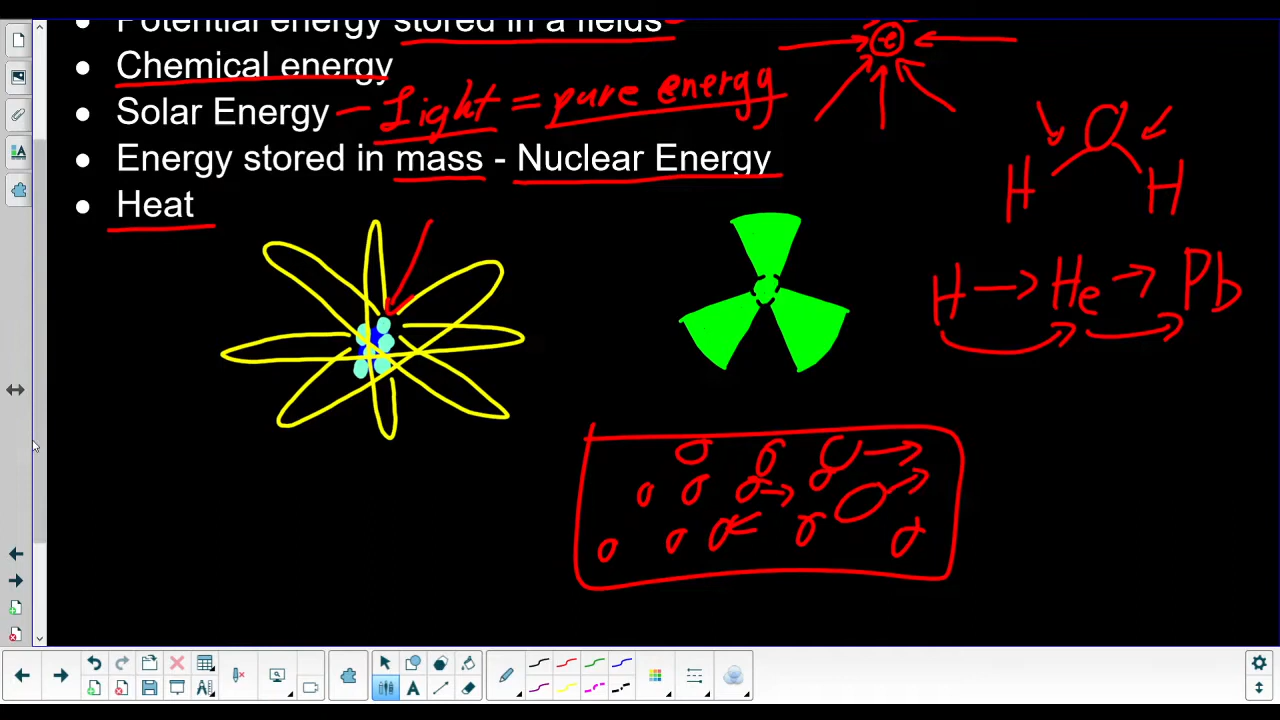 Potential energy stored in a fields
Chemical energy
Solar Energy - Light = pure energy
Energy stored in mass - Nuclear Energy
Heat
-e
O
H H
H → He → Pb
A